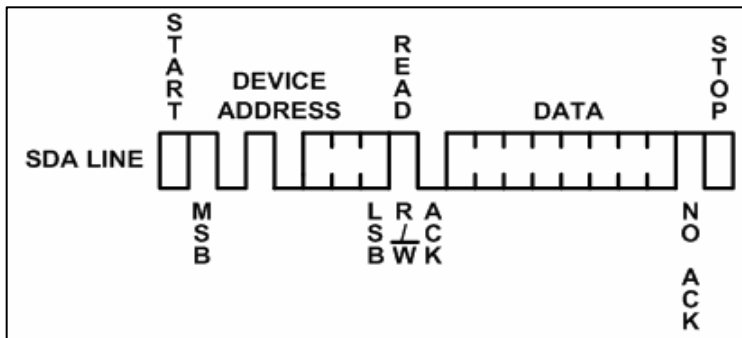 START
DEVICE
ADDRESS
READ
DATA
STOP
SDA LINE
MSB
LSB
R/W
ACK
NO ACK